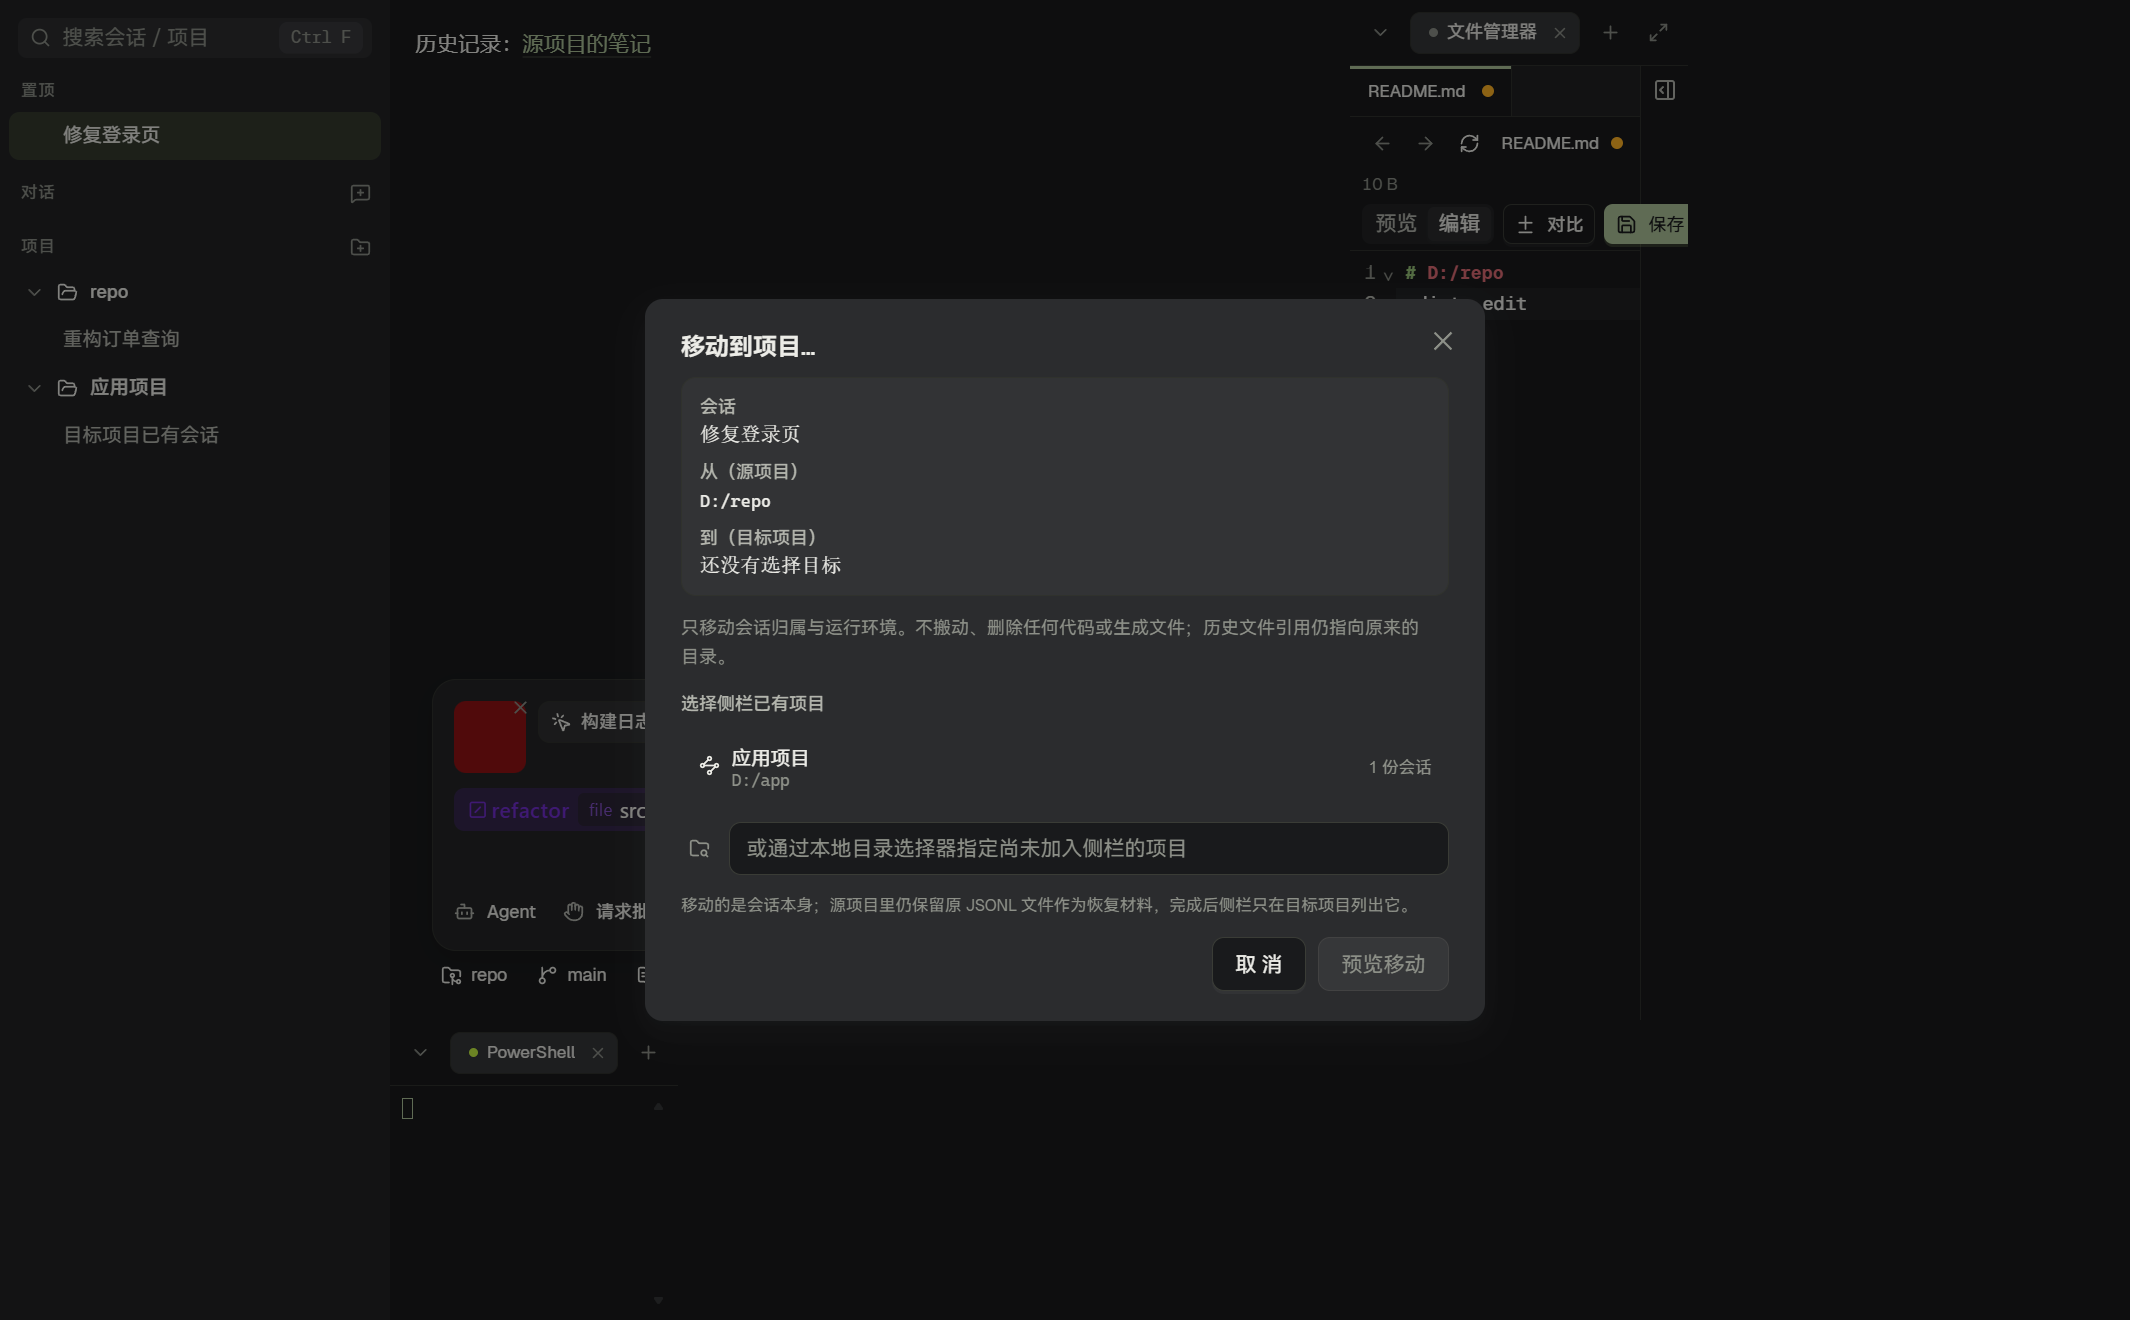 搜索会话 / 项目
Ctrl F
置顶
修复登录页
对话
项目
repo
重构订单查询
应用项目
目标项目已有会话
历史记录：源项目的笔记
文件管理器
README.md
README.md
10 B
预览
编辑
对比
保存
1
# D:/repo
edit
移动到项目...
会话
修复登录页
从（源项目）
D:/repo
到（目标项目）
还没有选择目标
只移动会话归属与运行环境。不搬动、删除任何代码或生成文件；历史文件引用仍指向原来的
目录。
选择侧栏已有项目
应用项目
D:/app
1 份会话
或通过本地目录选择器指定尚未加入侧栏的项目
移动的是会话本身；源项目里仍保留原 JSONL 文件作为恢复材料，完成后侧栏只在目标项目列出它。
取 消
预览移动
构建日志
refactor
file src
Agent
请求批
repo
main
PowerShell